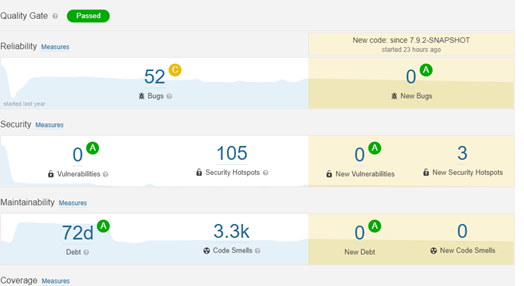 Quality Gate Passed
New code: since 7.9.2-SNAPSHOT
started 23 hours ago
Reliability Measures
52 C
Bugs
0 A
New Bugs
started last year
Security Measures
0 A
Vulnerabilities
105
Security Hotspots
0 A
New Vulnerabilities
3
New Security Hotspots
Maintainability Measures
72d A
Debt
3.3k
Code Smells
0 A
New Debt
0
New Code Smells
Coverage Measures